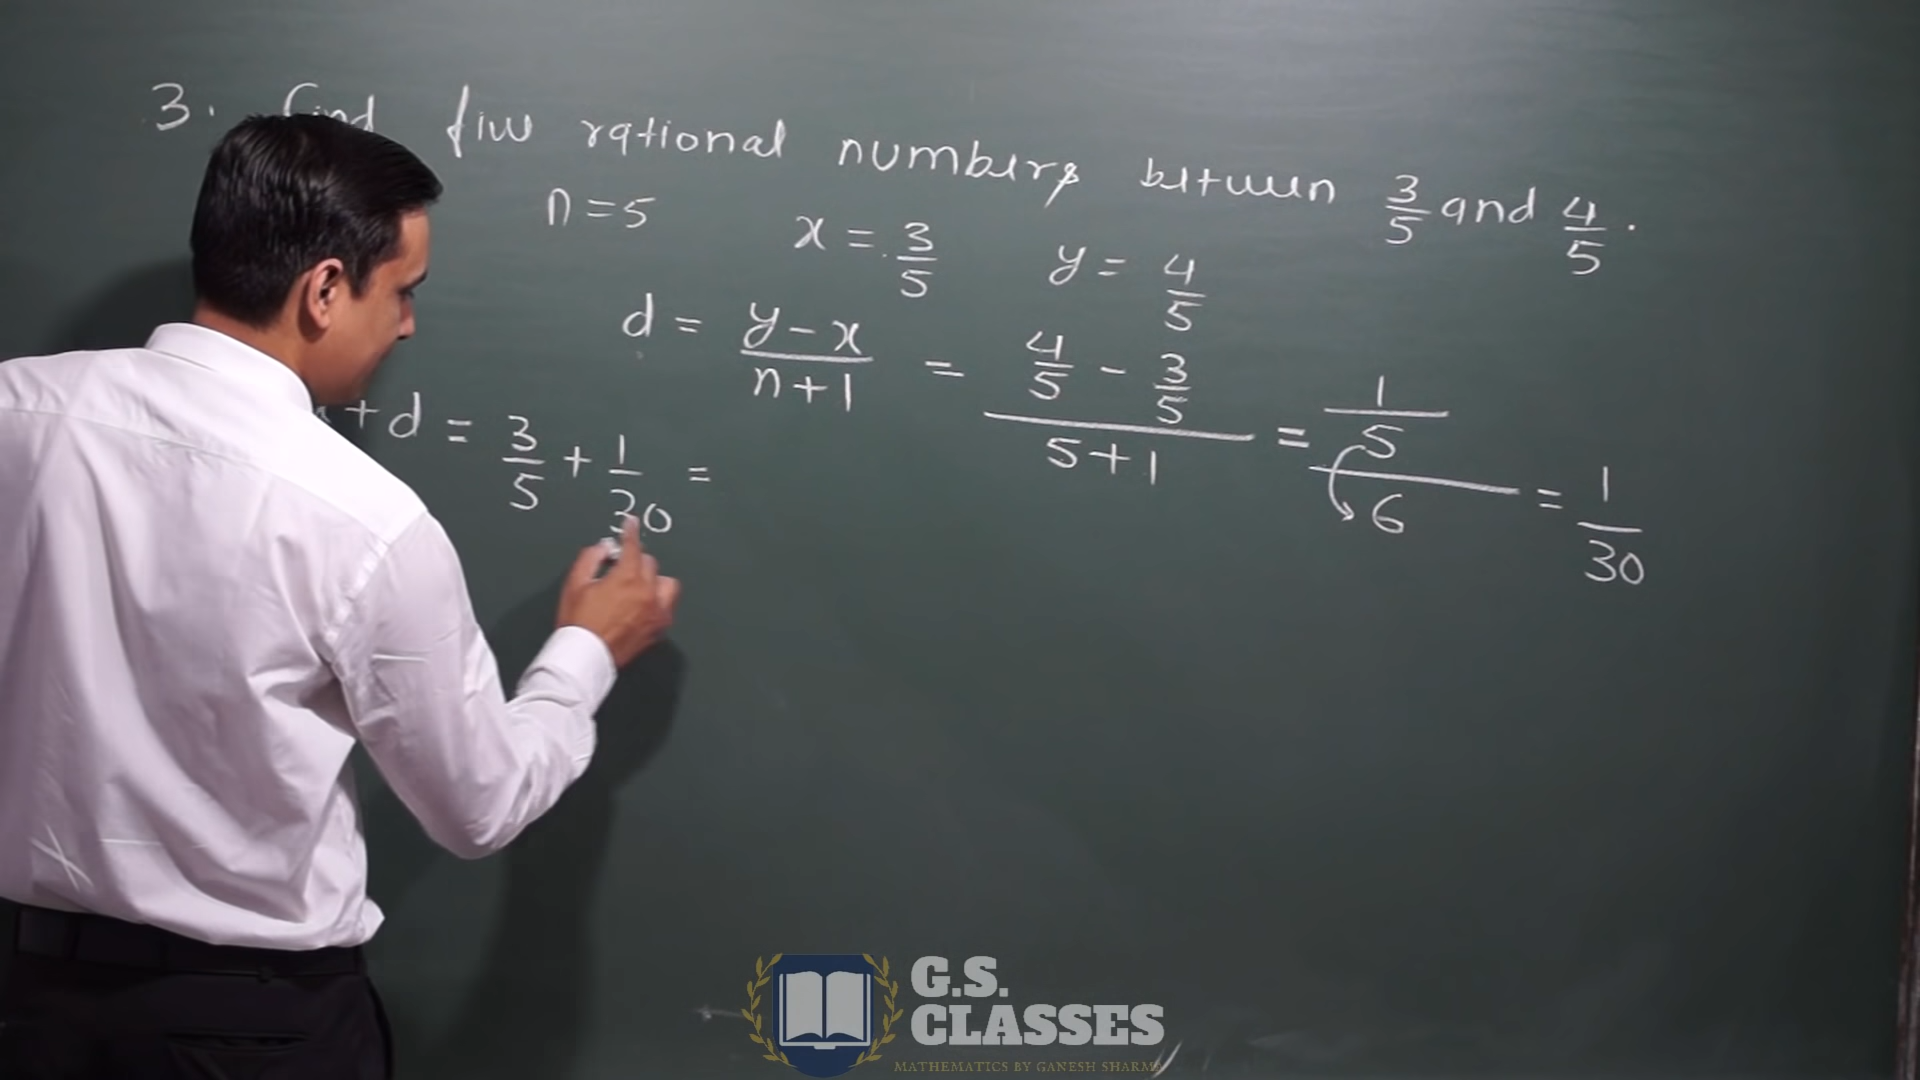 3. Find five rational numbers between 3/5 and 4/5.
n=5 x = 3/5 y = 4/5
d = y-x/n+1 = 4/5 - 3/5/5+1 = 1/5/6 = 1/30
+d = 3/5 + 1/30 =
G.S.
CLASSES
MATHEMATICS BY GANESH SHARMA